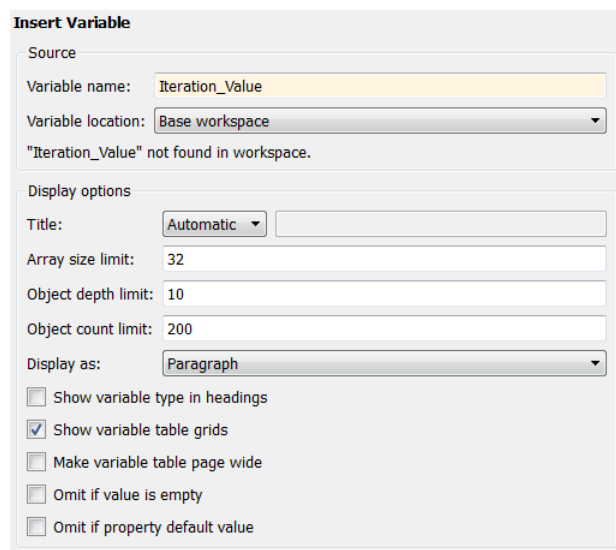 Insert Variable
Source
Variable name: Iteration_Value
Variable location: Base workspace
"Iteration_Value" not found in workspace.
Display options
Title: Automatic
Array size limit: 32
Object depth limit: 10
Object count limit: 200
Display as: Paragraph
Show variable type in headings
Show variable table grids
Make variable table page wide
Omit if value is empty
Omit if property default value